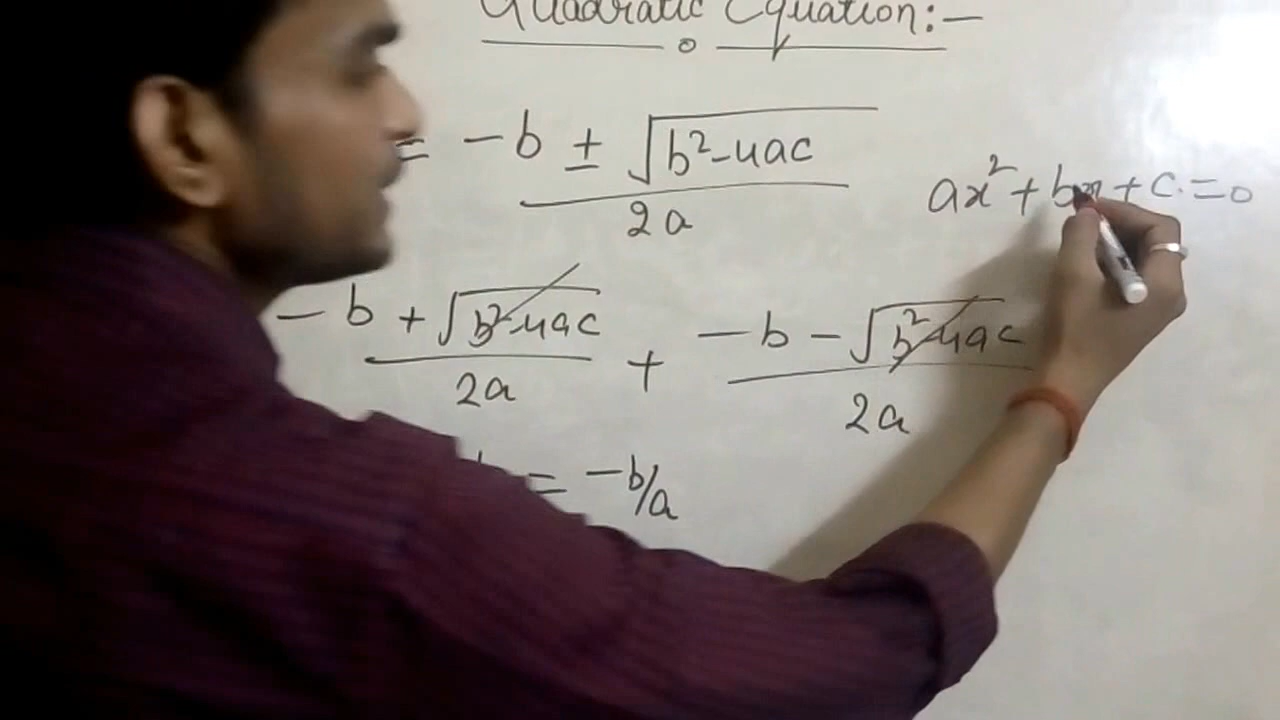 Quadratic Equation:-
= -b ± √b²-4ac
2a
ax²+bx+c.=0
-b+√b²-4ac + -b-√b²-4ac
2a 2a
= -b/a